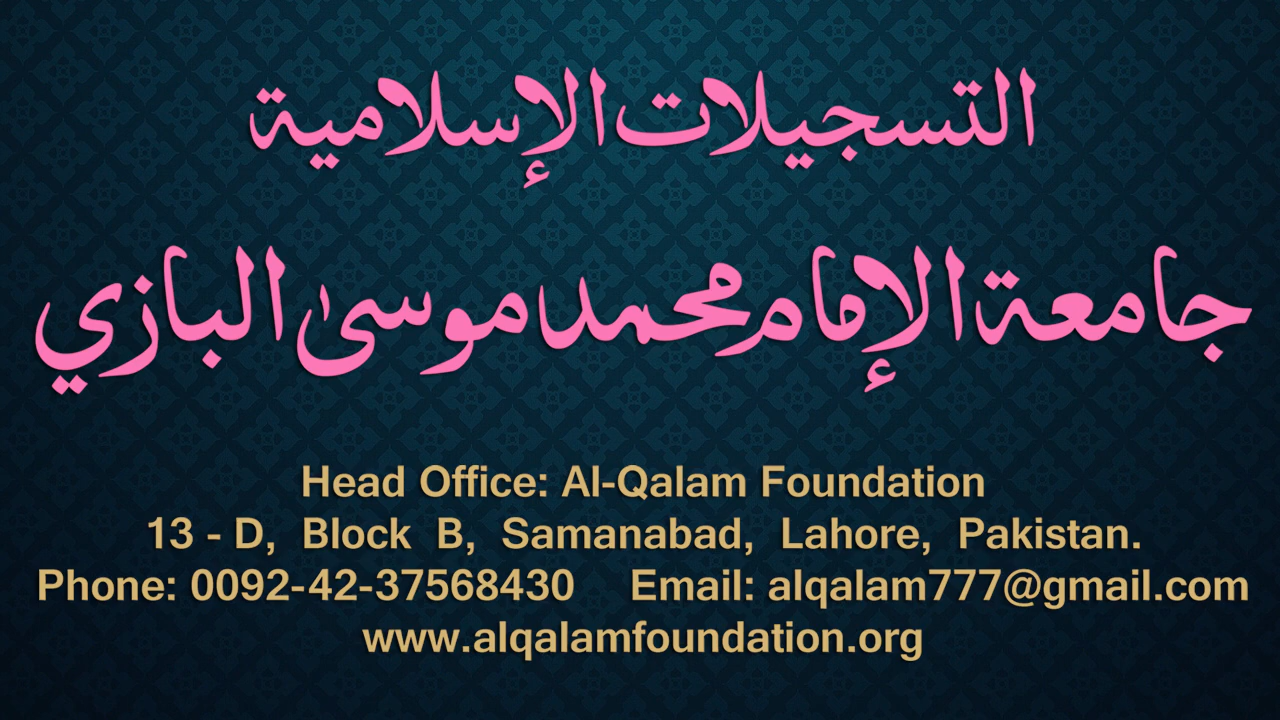 التسجيلات الإسلامية
جامعة الإمام محمد موسىٰ البازي
Head Office: Al-Qalam Foundation
13 - D, Block B, Samanabad, Lahore, Pakistan.
Phone: 0092-42-37568430 Email: alqalam777@gmail.com
www.alqalamfoundation.org